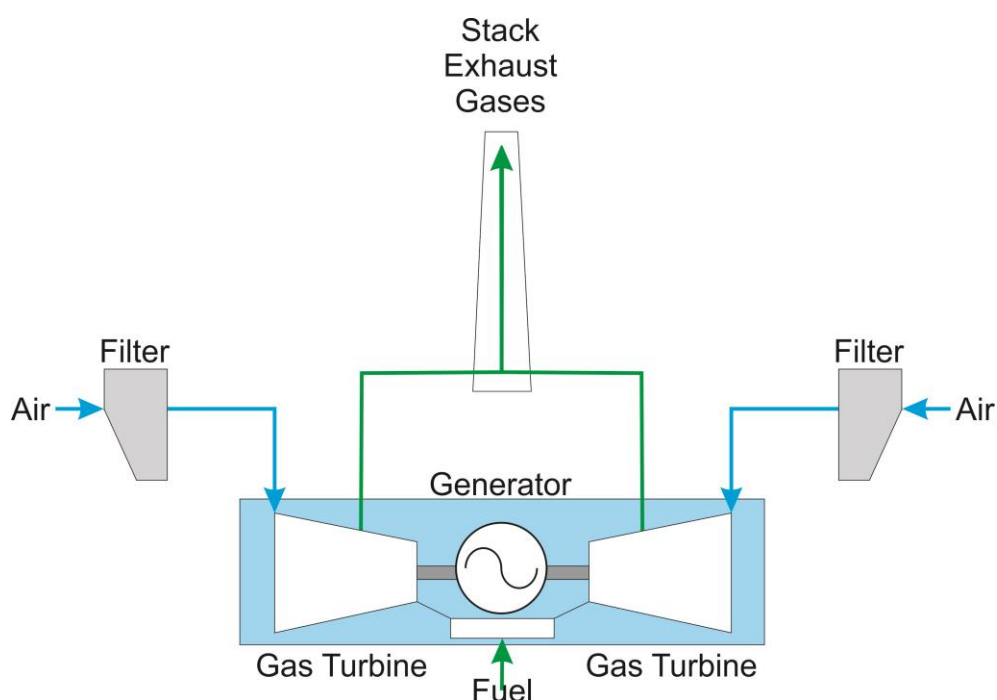 Stack
Exhaust
Gases
Filter
Filter
Air
Air
Generator
Gas Turbine
Gas Turbine
Fuel